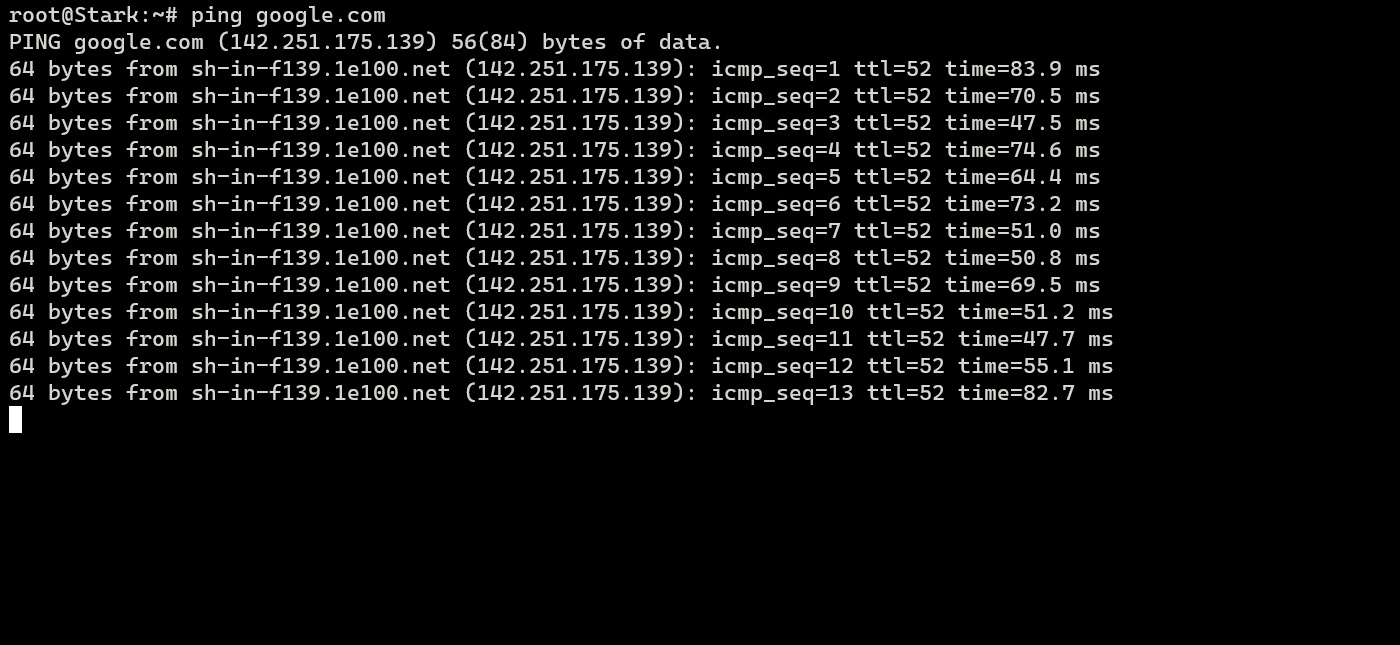 root@Stark:~# ping google.com
PING google.com (142.251.175.139) 56(84) bytes of data.
64 bytes from sh-in-f139.1e100.net (142.251.175.139): icmp_seq=1 ttl=52 time=83.9 ms
64 bytes from sh-in-f139.1e100.net (142.251.175.139): icmp_seq=2 ttl=52 time=70.5 ms
64 bytes from sh-in-f139.1e100.net (142.251.175.139): icmp_seq=3 ttl=52 time=47.5 ms
64 bytes from sh-in-f139.1e100.net (142.251.175.139): icmp_seq=4 ttl=52 time=74.6 ms
64 bytes from sh-in-f139.1e100.net (142.251.175.139): icmp_seq=5 ttl=52 time=64.4 ms
64 bytes from sh-in-f139.1e100.net (142.251.175.139): icmp_seq=6 ttl=52 time=73.2 ms
64 bytes from sh-in-f139.1e100.net (142.251.175.139): icmp_seq=7 ttl=52 time=51.0 ms
64 bytes from sh-in-f139.1e100.net (142.251.175.139): icmp_seq=8 ttl=52 time=50.8 ms
64 bytes from sh-in-f139.1e100.net (142.251.175.139): icmp_seq=9 ttl=52 time=69.5 ms
64 bytes from sh-in-f139.1e100.net (142.251.175.139): icmp_seq=10 ttl=52 time=51.2 ms
64 bytes from sh-in-f139.1e100.net (142.251.175.139): icmp_seq=11 ttl=52 time=47.7 ms
64 bytes from sh-in-f139.1e100.net (142.251.175.139): icmp_seq=12 ttl=52 time=55.1 ms
64 bytes from sh-in-f139.1e100.net (142.251.175.139): icmp_seq=13 ttl=52 time=82.7 ms